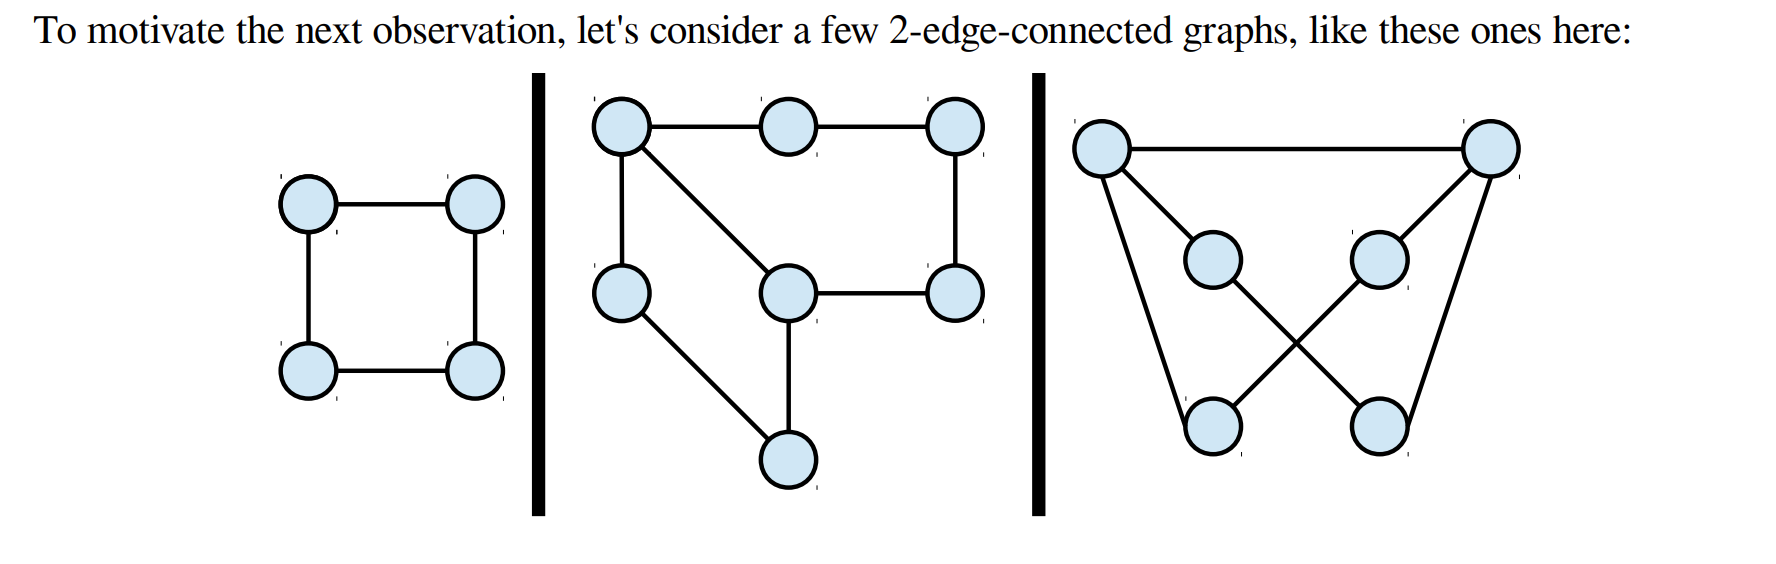 To motivate the next observation, let's consider a few 2-edge-connected graphs, like these ones here: